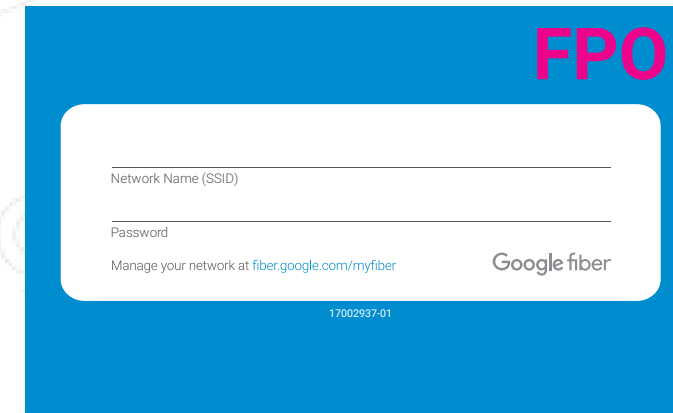 FPO
Network Name (SSID)
Password
Manage your network at fiber.google.com/myfiber
Google fiber
17002937-01